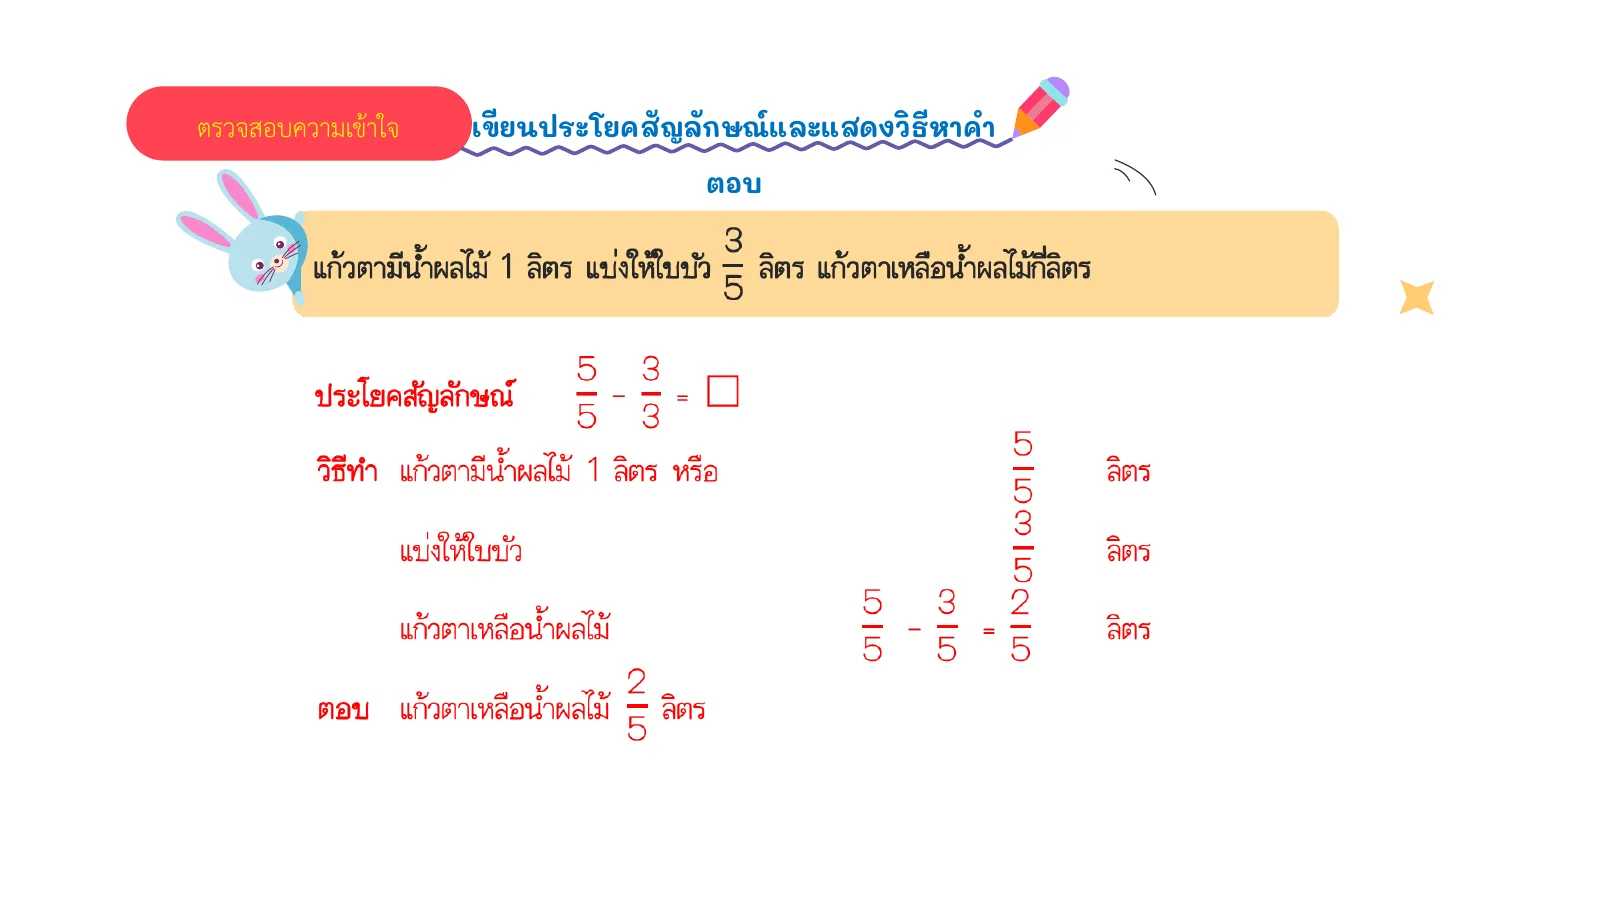 ตรวจสอบความเข้าใจ
เขียนประโยคสัญลักษณ์และแสดงวิธีหาคำ
ตอบ
แก้วตามีน้ำผลไม้ 1 ลิตร แบ่งให้ใบบัว 3/5 ลิตร แก้วตาเหลือน้ำผลไม้กี่ลิตร
ประโยคสัญลักษณ์ 5/5 - 3/3 = □
วิธีทำ แก้วตามีน้ำผลไม้ 1 ลิตร หรือ 5/5 ลิตร
แบ่งให้ใบบัว 3/5 ลิตร
แก้วตาเหลือน้ำผลไม้ 5/5 - 3/5 = 2/5 ลิตร
ตอบ แก้วตาเหลือน้ำผลไม้ 2/5 ลิตร